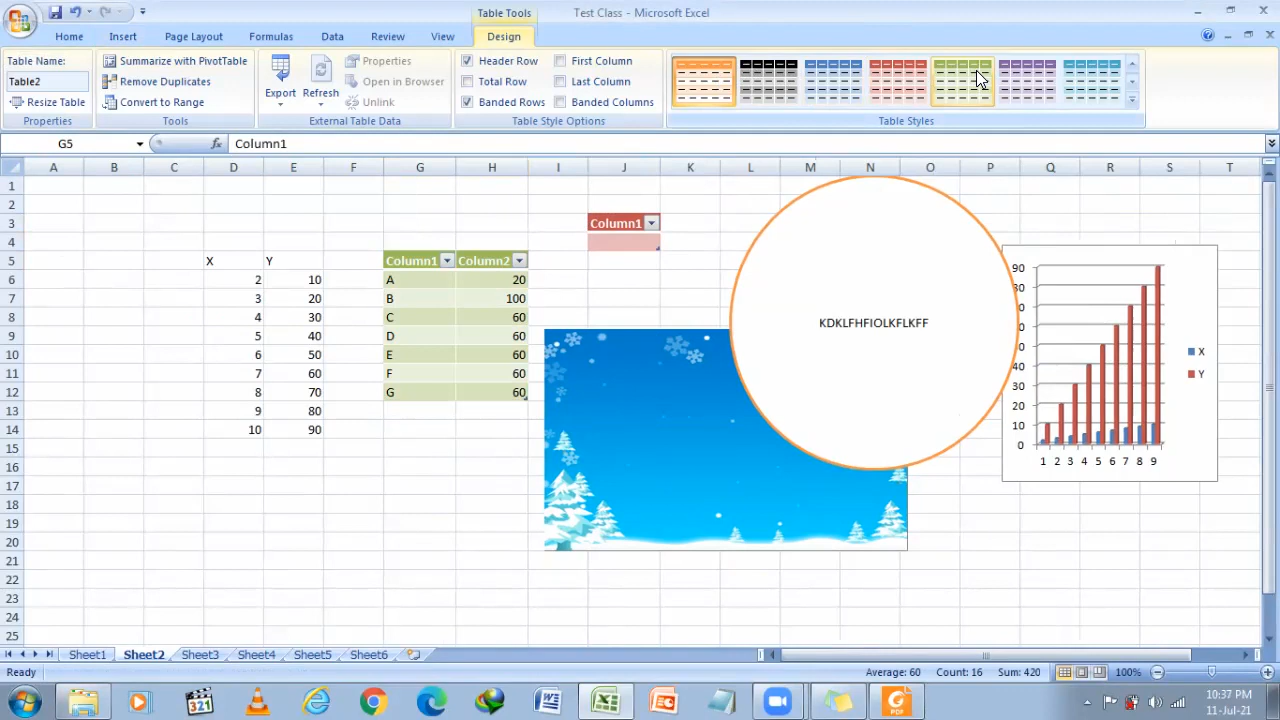 Table Tools
Test Class - Microsoft Excel
Home Insert Page Layout Formulas Data Review View Design
Table Name:
Table2
Resize Table
Properties
Summarize with PivotTable
Remove Duplicates
Convert to Range
Tools
Export Refresh
Properties
Open in Browser
Unlink
External Table Data
Header Row First Column
Total Row Last Column
Banded Rows Banded Columns
Table Style Options
Table Styles
G5 fx Column1
A B C D E F G H I J K L M N O P Q R S T
1
2
3 Column1
4
5 X Y Column1 Column2
6 2 10 A 20
7 3 20 B 100
8 4 30 C 60
9 5 40 D 60
10 6 50 E 60
11 7 60 F 60
12 8 70 G 60
13 9 80
14 10 90
15
16
17
18
19
20
21
22
23
24
25
KDKLFHFIOLKFLKFF
90
80
0
0
0
40
30
20
10
0
1 2 3 4 5 6 7 8 9
X
Y
Sheet1 Sheet2 Sheet3 Sheet4 Sheet5 Sheet6
Ready Average: 60 Count: 16 Sum: 420 100%
321
W
PDF
10:37 PM
11-Jul-21